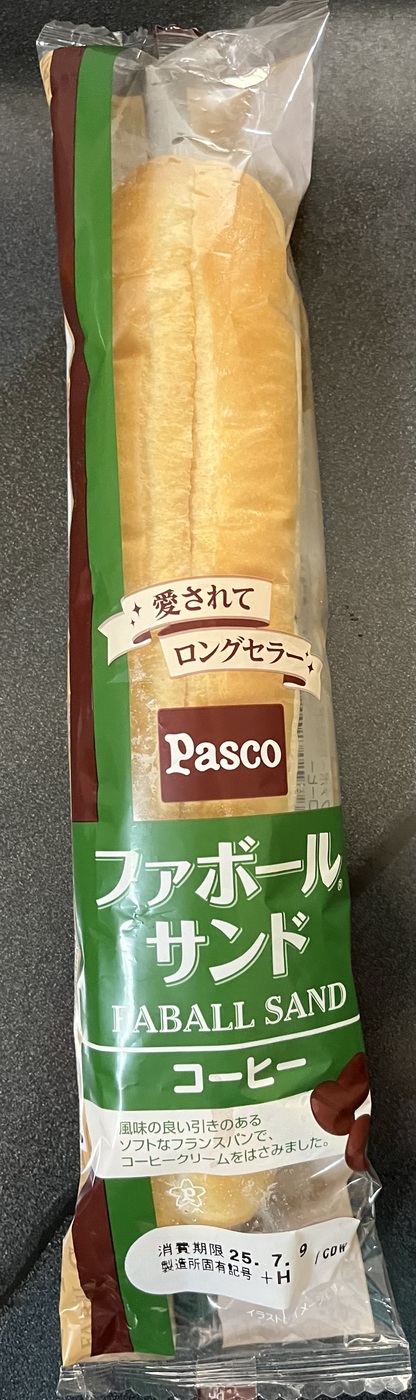 愛されて
ロングセラー
Pasco
ファボール®
サンド
FABALL SAND
コーヒー
風味の良い引きのある
ソフトなフランスパンで、
コーヒークリームをはさみました。
消費期限 25. 7. 9 / CDW
製造所固有記号 +H